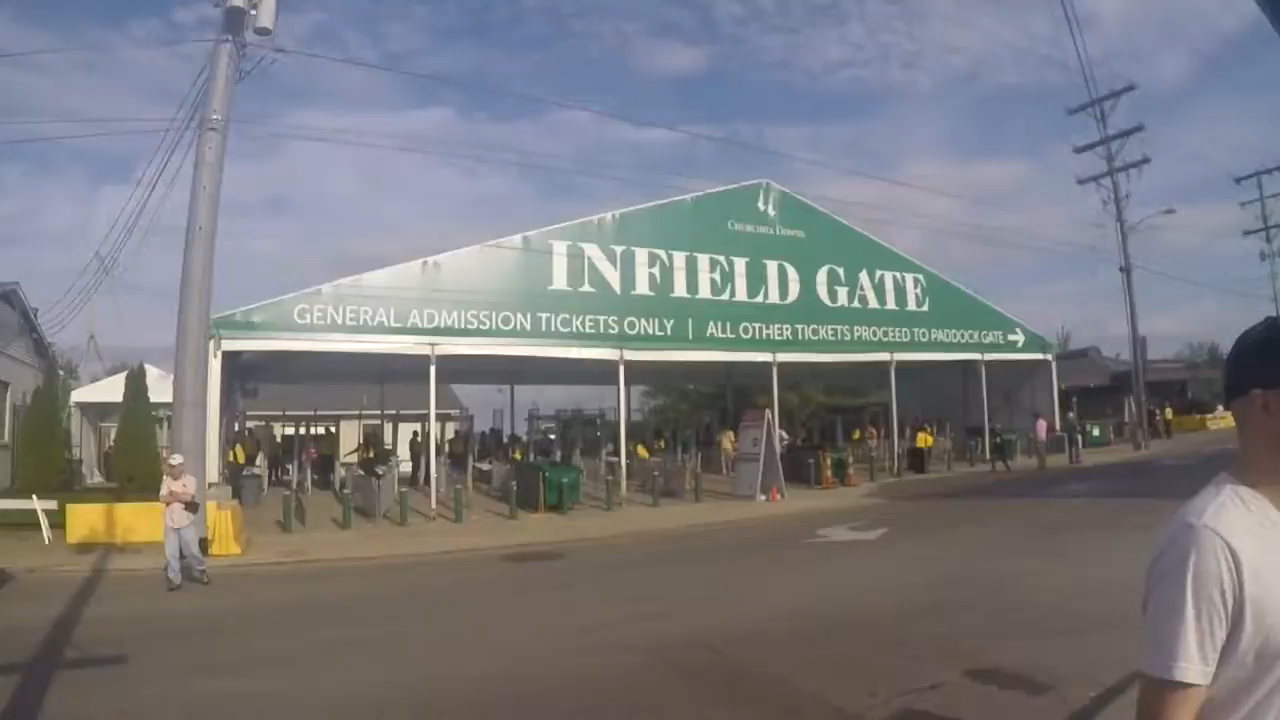 CHURCHILL DOWNS
INFIELD GATE
GENERAL ADMISSION TICKETS ONLY | ALL OTHER TICKETS PROCEED TO PADDOCK GATE →